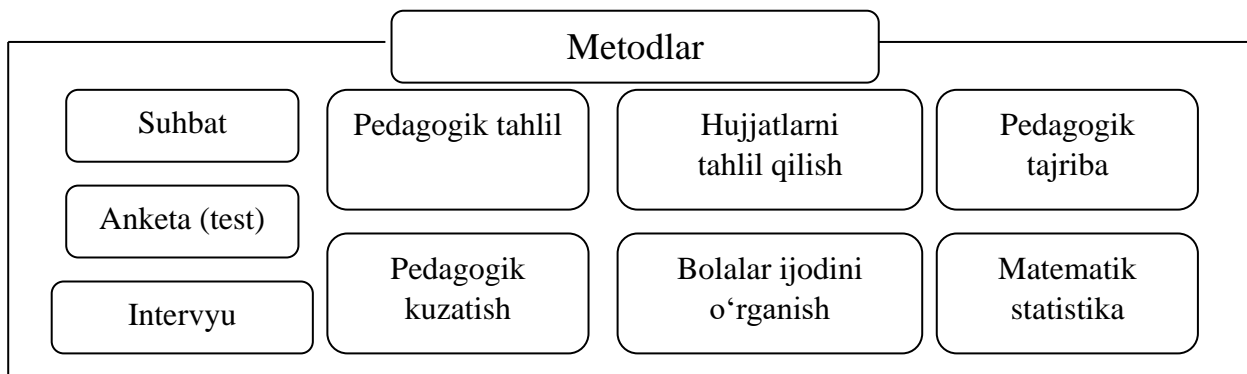 Metodlar
Suhbat
Anketa (test)
Intervyu
Pedagogik tahlil
Pedagogik
kuzatish
Hujjatlarni
tahlil qilish
Bolalar ijodini
o‘rganish
Pedagogik
tajriba
Matematik
statistika